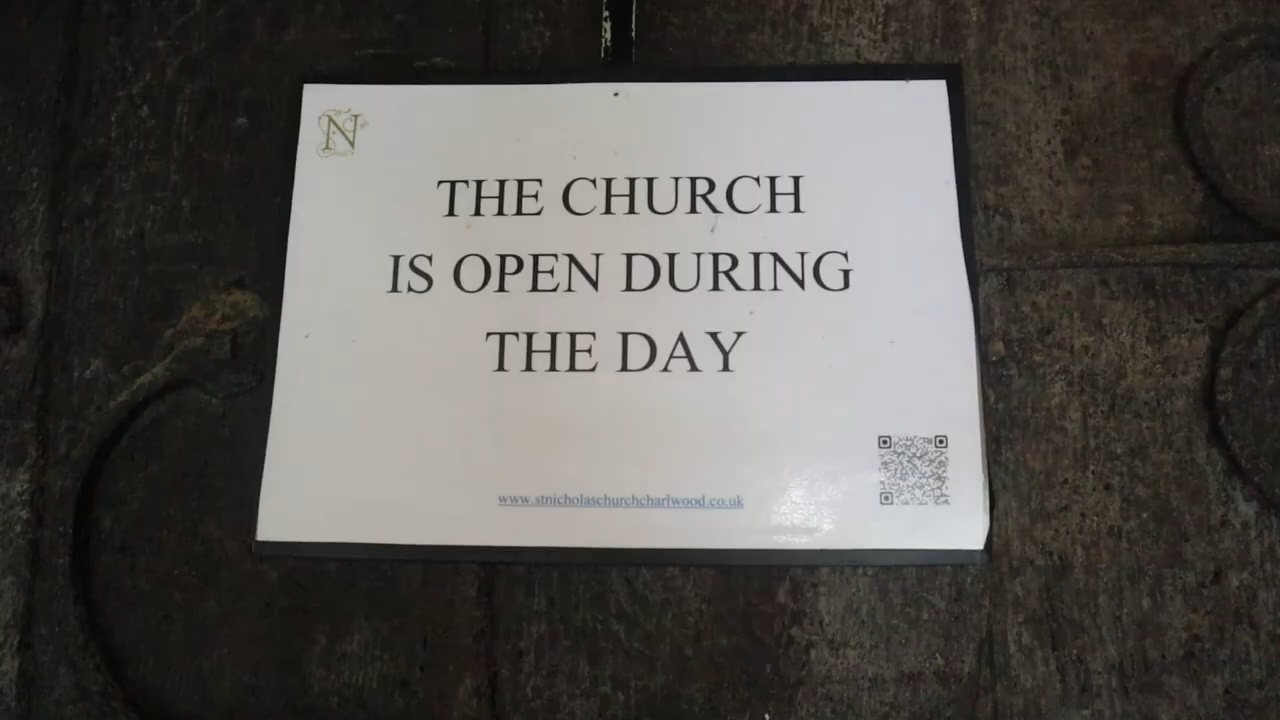 N
THE CHURCH
IS OPEN DURING
THE DAY
www.stnicholaschurchcharlwood.co.uk